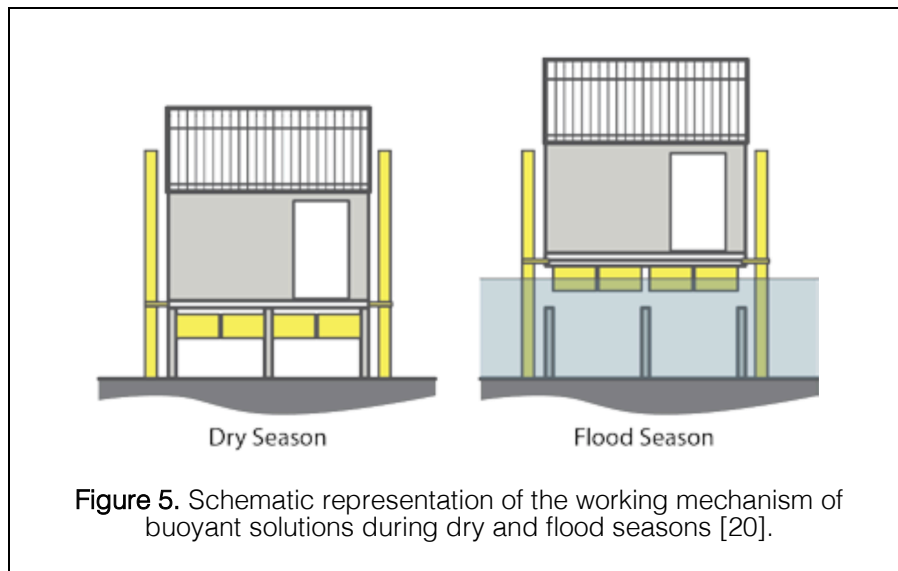 Dry Season
Flood Season
Figure 5. Schematic representation of the working mechanism of
buoyant solutions during dry and flood seasons [20].